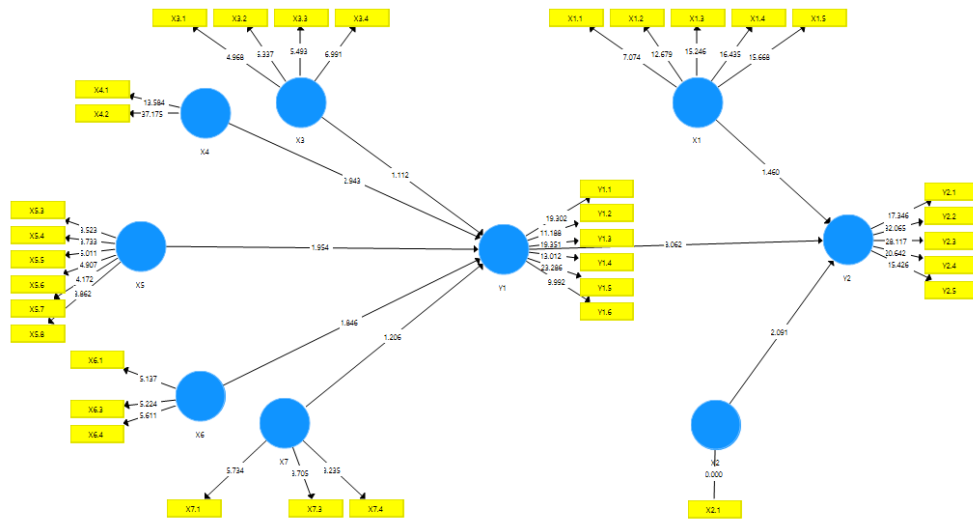 X3.1 X3.2 X3.3 X3.4
X1.1 X1.2 X1.3 X1.4 X1.5
4.968 5.337 5.493 6.991
7.074 12.679 15.246 16.435 15.668
X4.1
13.584
X4.2
37.175
X4
X3
X1
2.943
1.112
1.460
X5.3
3.523
X5.4
3.733
X5.5
5.011
X5.6
4.907
X5.7
4.172
X5.8
3.862
X5
1.954
Y1.1
19.302
Y1.2
11.188
Y1.3
19.351
Y1.4
13.012
Y1.5
23.286
Y1.6
9.992
Y1
3.062
Y2.1
17.346
Y2.2
32.065
Y2.3
28.117
Y2.4
20.642
Y2.5
15.426
Y2
1.846
1.206
2.091
X6.1
5.137
X6.3
5.224
X6.4
5.611
X6
X7
X2
5.734 3.705 3.235
0.000
X7.1 X7.3 X7.4
X2.1